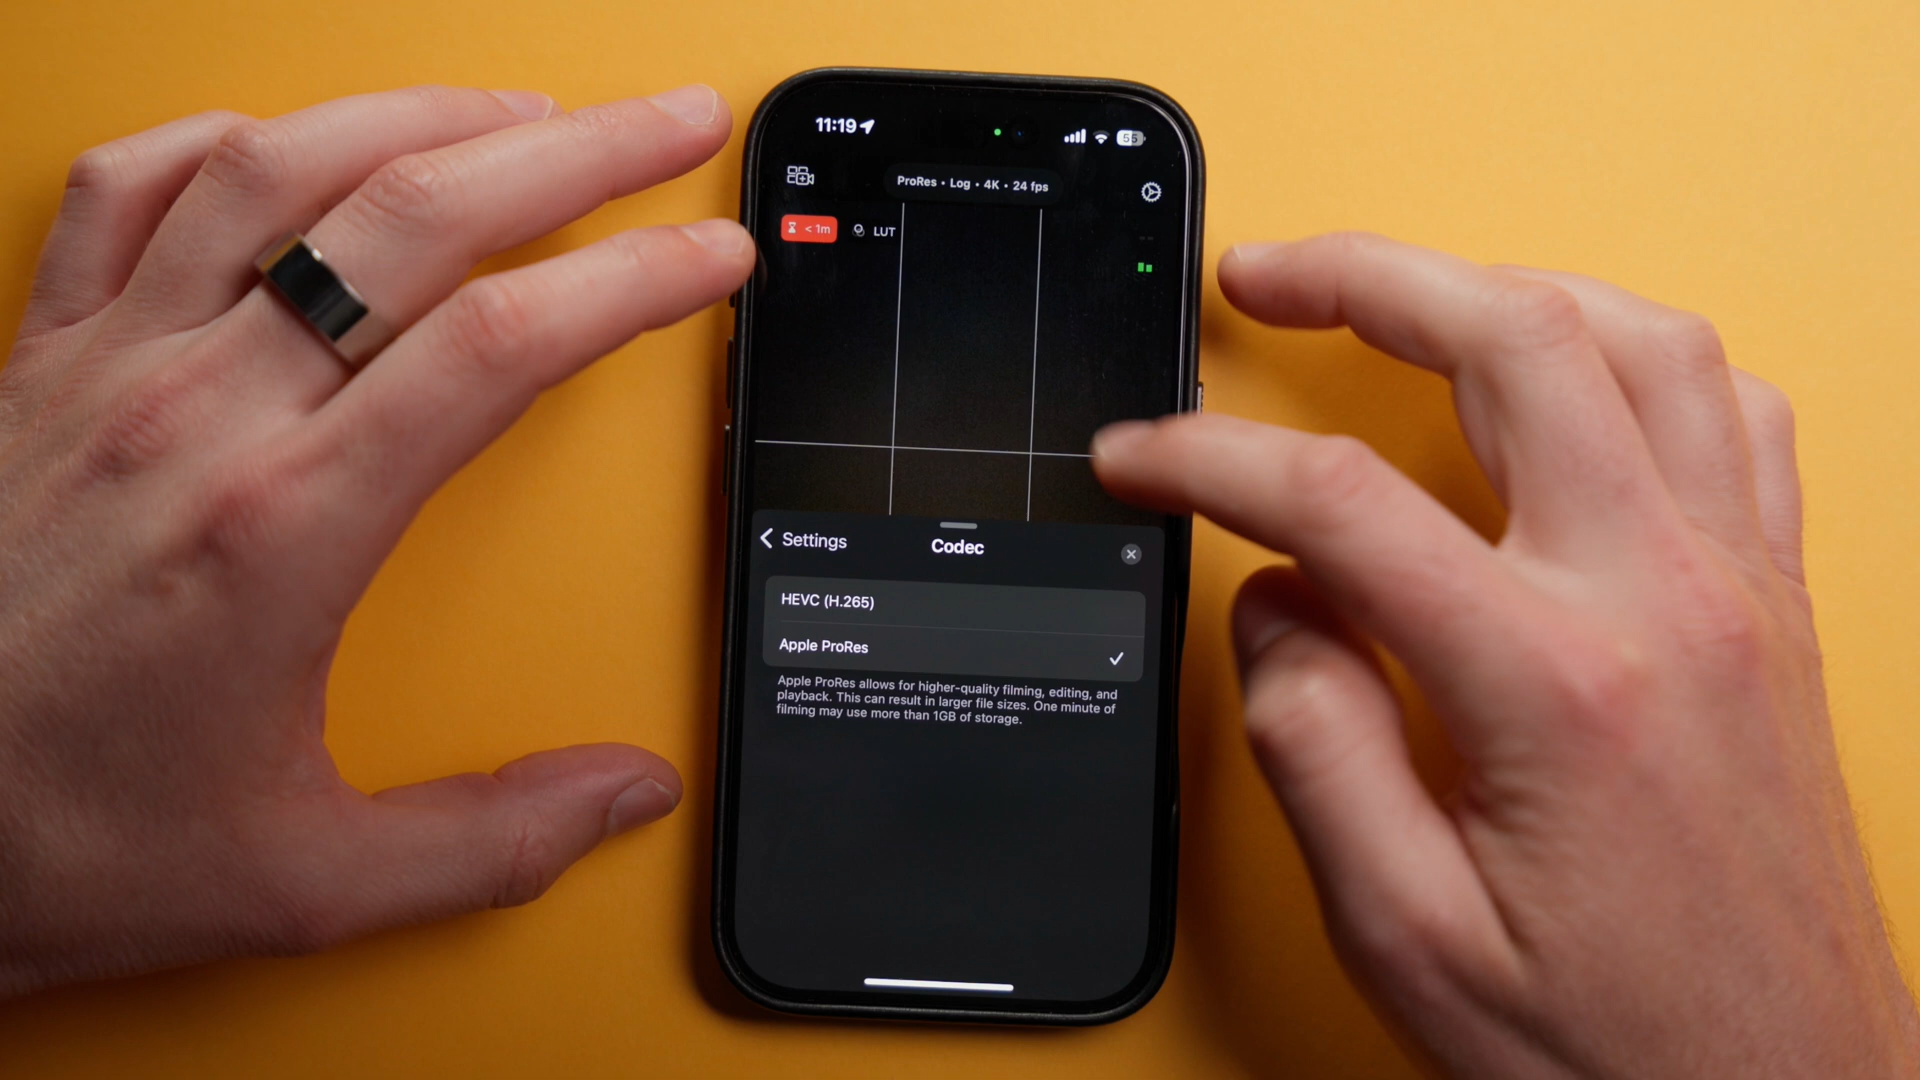 11:19
55
ProRes • Log • 4K • 24 fps
< 1m
LUT
Settings
Codec
HEVC (H.265)
Apple ProRes
Apple ProRes allows for higher-quality filming, editing, and
playback. This can result in larger file sizes. One minute of
filming may use more than 1GB of storage.